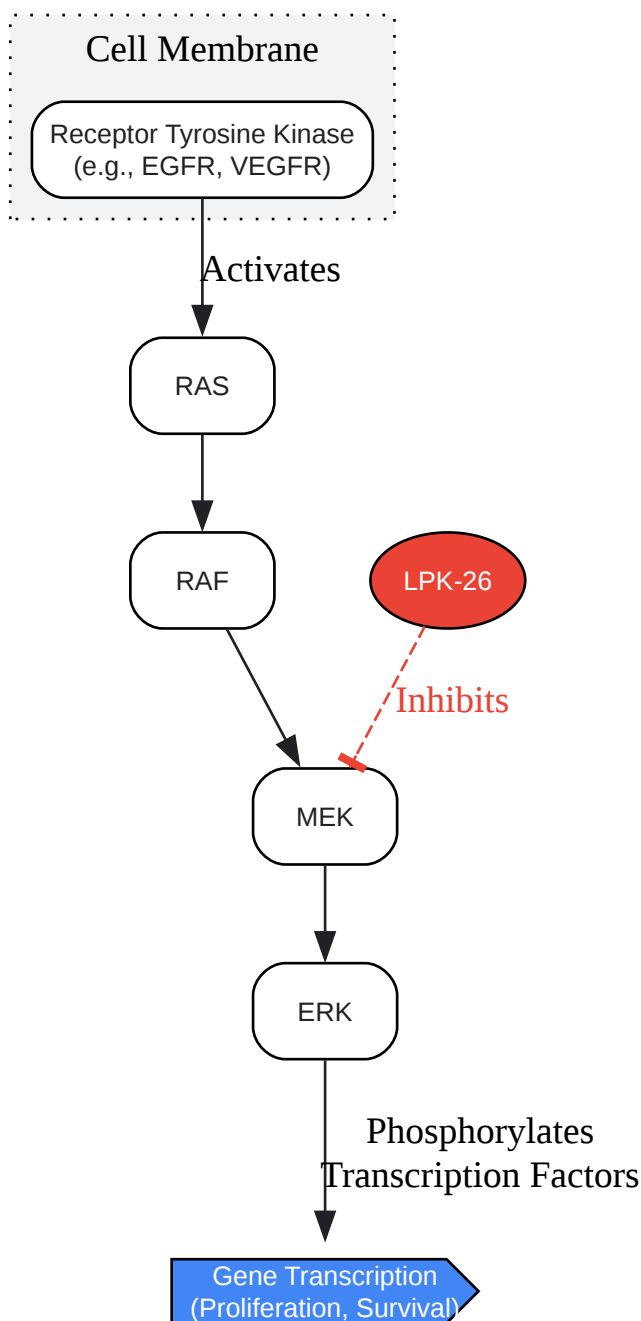 Cell Membrane
Receptor Tyrosine Kinase
(e.g., EGFR, VEGFR)
Activates
RAS
RAF
LPK-26
Inhibits
MEK
ERK
Phosphorylates
Transcription Factors
Gene Transcription
(Proliferation, Survival)